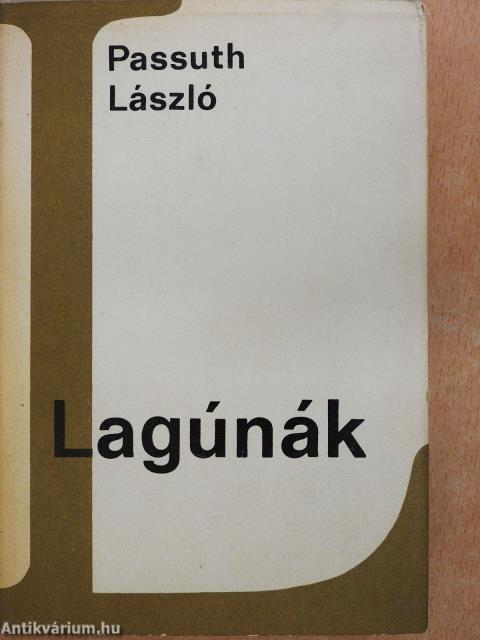 Passuth
László
Lagúnák
Antikvárium.hu